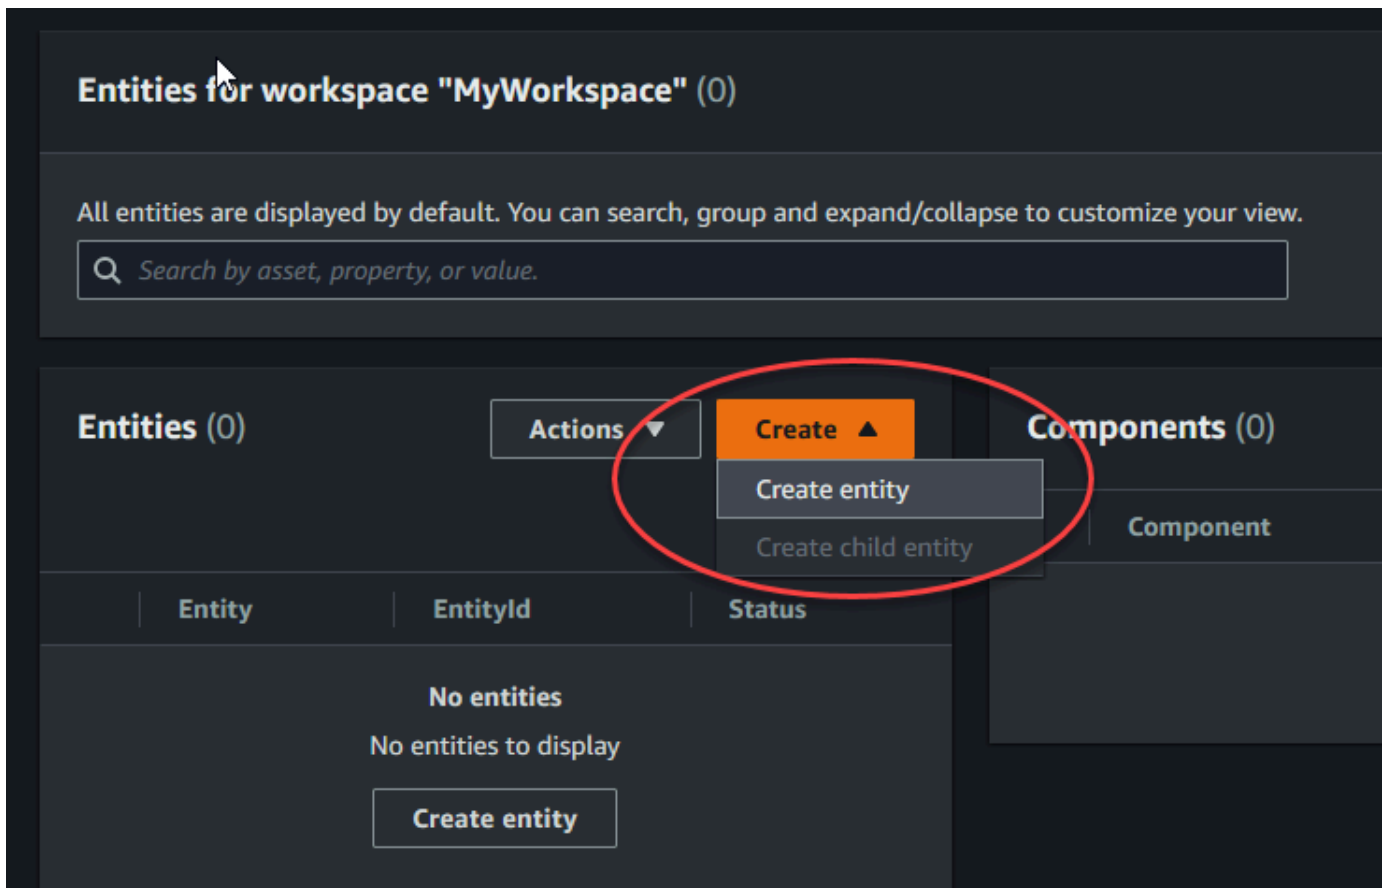 Entities for workspace "MyWorkspace" (0)
All entities are displayed by default. You can search, group and expand/collapse to customize your view.
Search by asset, property, or value.
Entities (0)
Actions
Create
Components (0)
Create entity
Create child entity
Component
Entity
EntityId
Status
No entities
No entities to display
Create entity